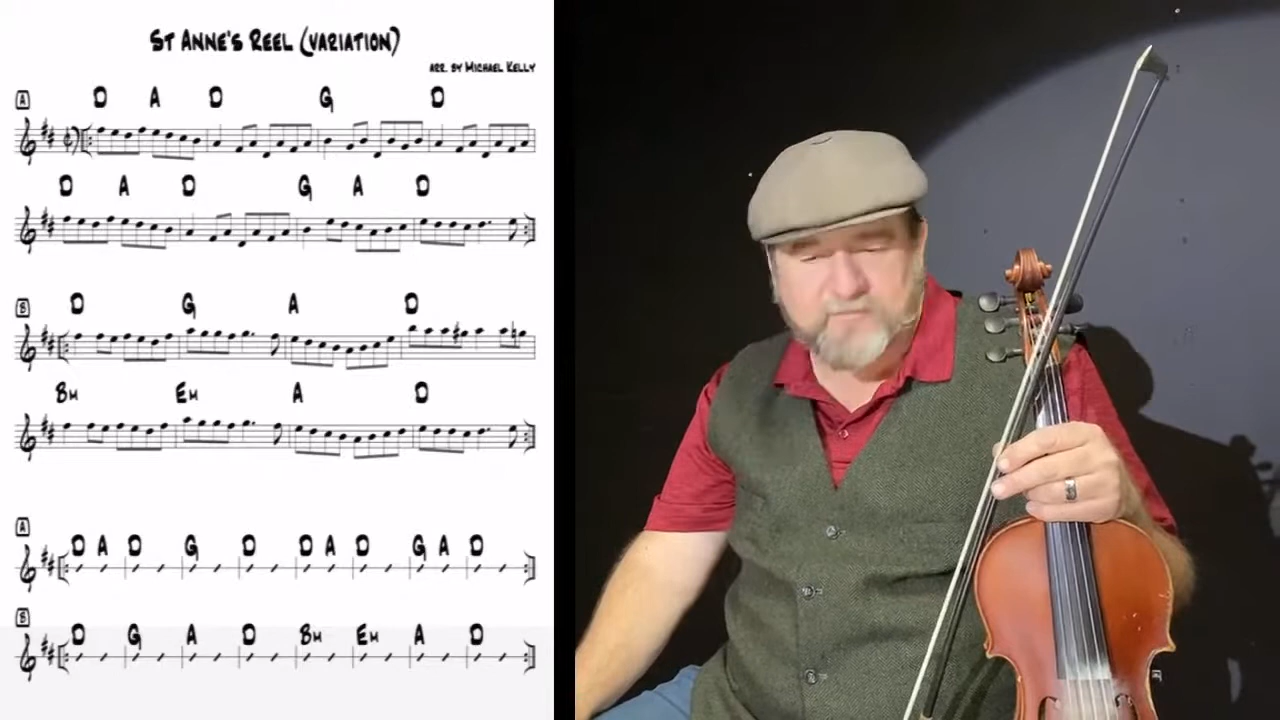 St Anne's Reel (variation)
arr. by Michael Kelly
A D A D G D
D A D G A D
B D G A D
Bm Em A D
A D A D G D D A D G A D
B D G A D Bm Em A D